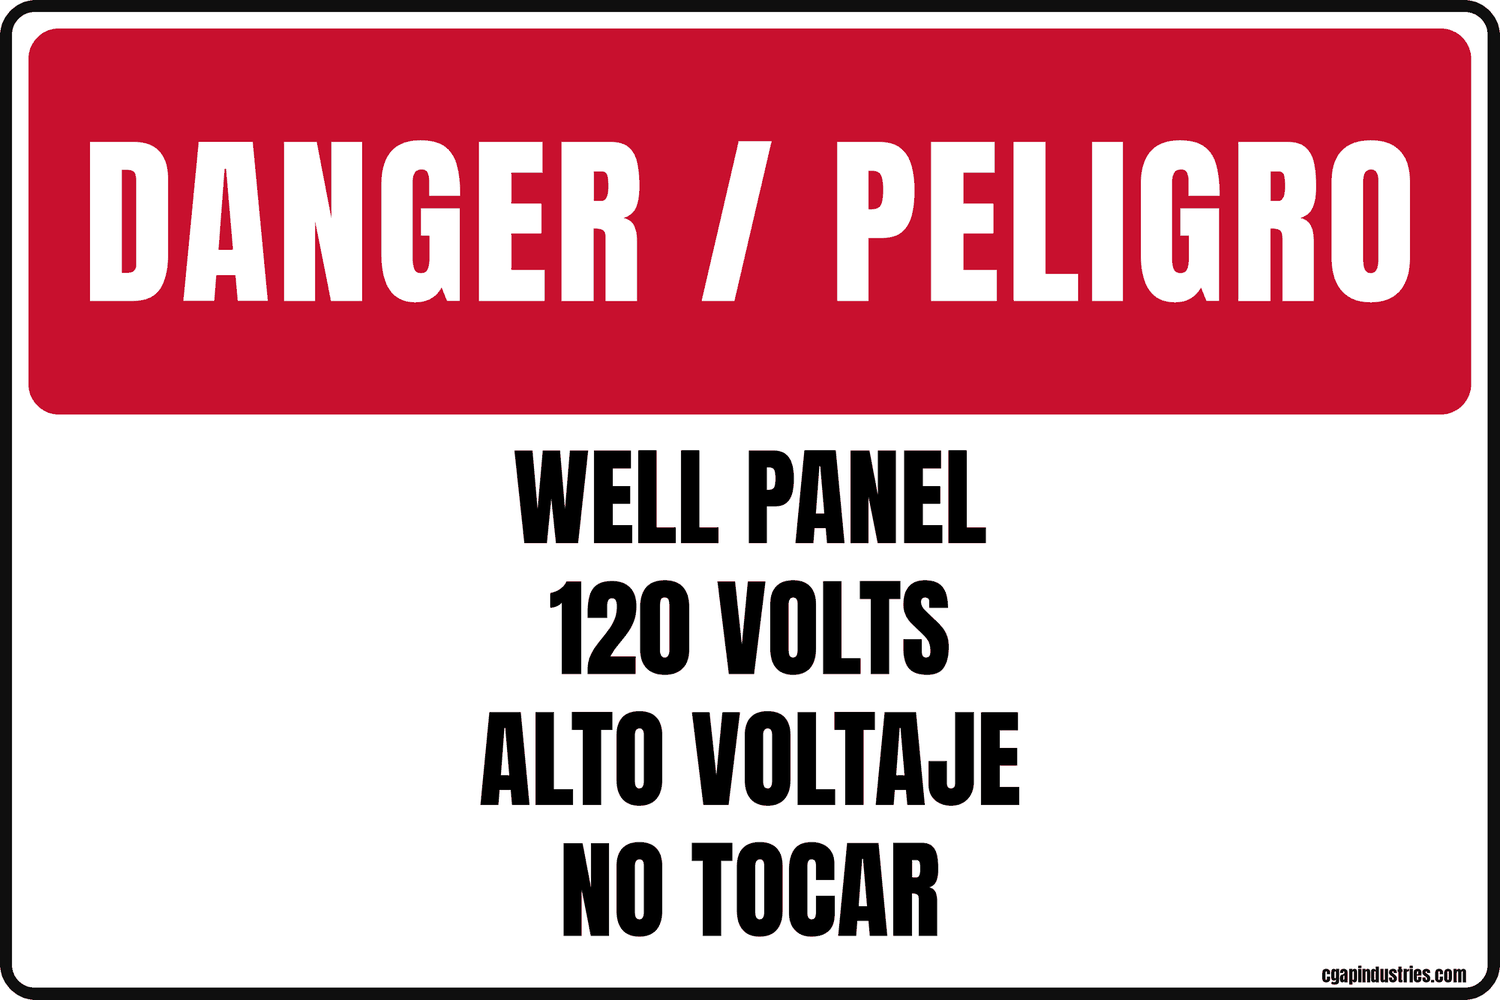 DANGER / PELIGRO
WELL PANEL
120 VOLTS
ALTO VOLTAJE
NO TOCAR
cgapindustries.com